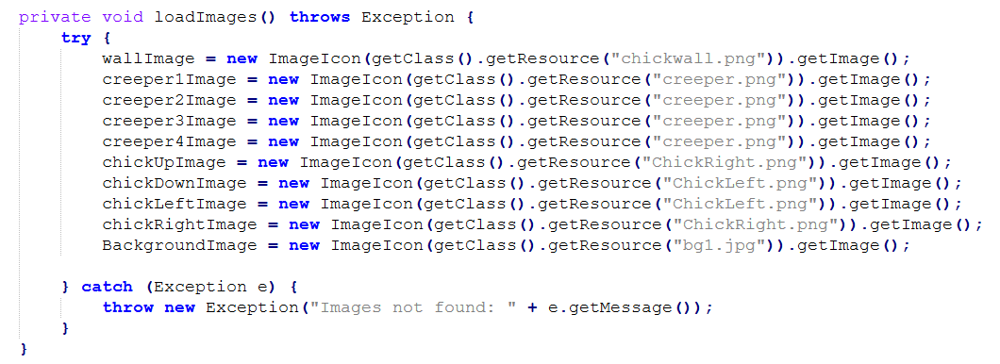 private void loadImages() throws Exception {
try {
wallImage = new ImageIcon(getClass().getResource("chickwall.png")).getImage();
creeper1Image = new ImageIcon(getClass().getResource("creeper.png")).getImage();
creeper2Image = new ImageIcon(getClass().getResource("creeper.png")).getImage();
creeper3Image = new ImageIcon(getClass().getResource("creeper.png")).getImage();
creeper4Image = new ImageIcon(getClass().getResource("creeper.png")).getImage();
chickUpImage = new ImageIcon(getClass().getResource("ChickRight.png")).getImage();
chickDownImage = new ImageIcon(getClass().getResource("ChickLeft.png")).getImage();
chickLeftImage = new ImageIcon(getClass().getResource("ChickLeft.png")).getImage();
chickRightImage = new ImageIcon(getClass().getResource("ChickRight.png")).getImage();
BackgroundImage = new ImageIcon(getClass().getResource("bg1.jpg")).getImage();
} catch (Exception e) {
throw new Exception("Images not found: " + e.getMessage());
}
}